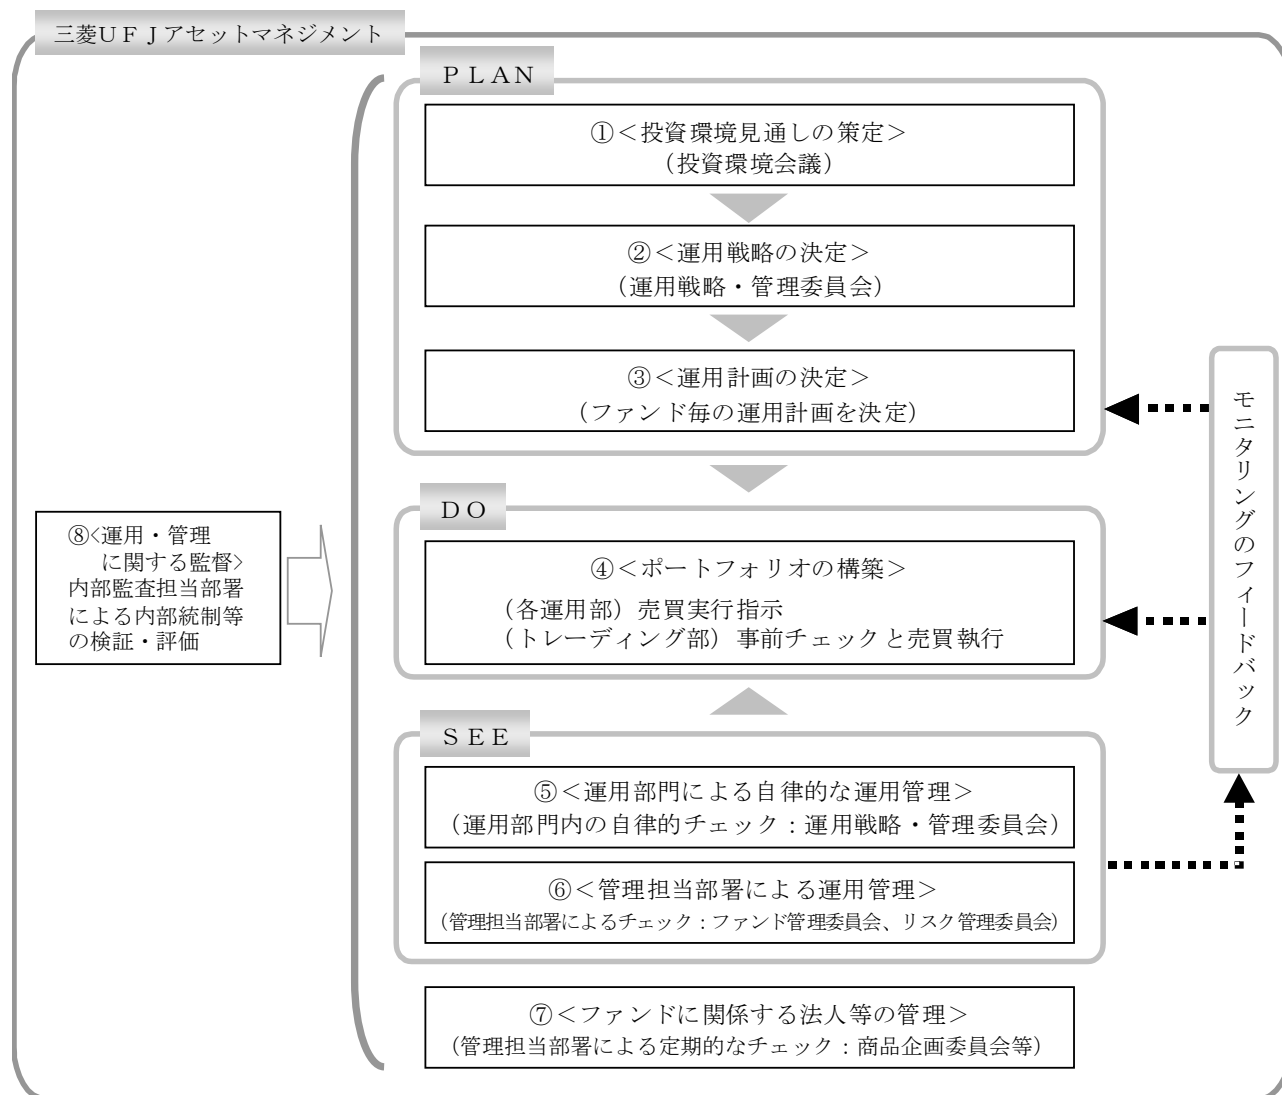 三菱ＵＦＪアセットマネジメント
ＰＬＡＮ
①＜投資環境見通しの策定＞
（投資環境会議）
②＜運用戦略の決定＞
（運用戦略・管理委員会）
③＜運用計画の決定＞
（ファンド毎の運用計画を決定）
ＤＯ
④＜ポートフォリオの構築＞
（各運用部）売買実行指示
（トレーディング部）事前チェックと売買執行
ＳＥＥ
⑤＜運用部門による自律的な運用管理＞
（運用部門内の自律的チェック：運用戦略・管理委員会）
⑥＜管理担当部署による運用管理＞
（管理担当部署によるチェック：ファンド管理委員会、リスク管理委員会）
⑦＜ファンドに関係する法人等の管理＞
（管理担当部署による定期的なチェック：商品企画委員会等）
⑧<運用・管理
に関する監督>
内部監査担当部署
による内部統制等
の検証・評価
モニタリングのフィードバック